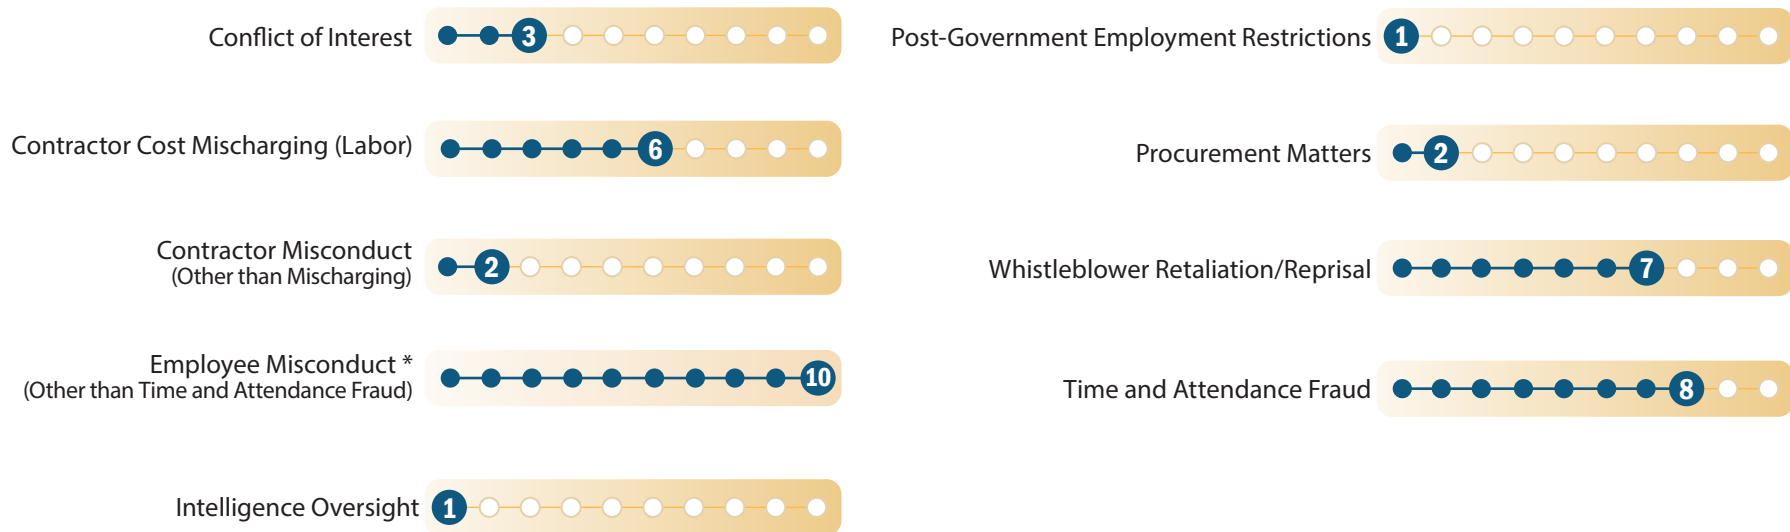 Conflict of Interest 3
Contractor Cost Mischarging (Labor) 6
Contractor Misconduct
(Other than Mischarging) 2
Employee Misconduct *
(Other than Time and Attendance Fraud) 10
Intelligence Oversight 1
Post-Government Employment Restrictions 1
Procurement Matters 2
Whistleblower Retaliation/Reprisal 7
Time and Attendance Fraud 8